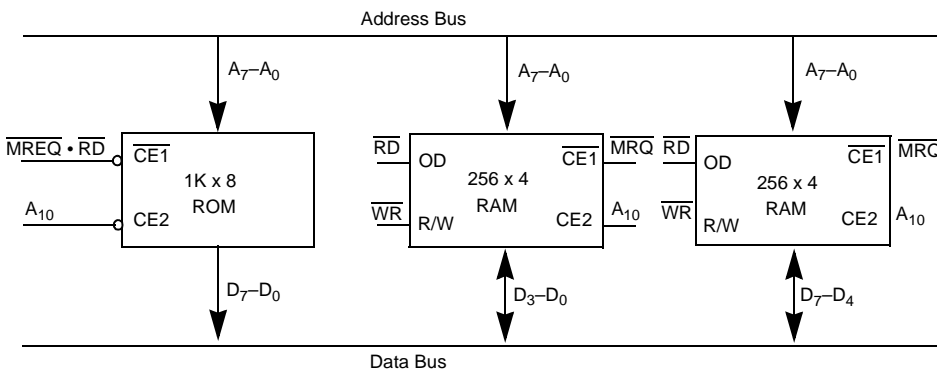 Address Bus
A7–A0
A7–A0
A7–A0
MREQ • RD
CE1
1K x 8
ROM
A10
CE2
RD
OD
CE1
MRQ
256 x 4
RAM
WR
R/W
CE2
A10
RD
OD
CE1
MRQ
256 x 4
RAM
WR
R/W
CE2
A10
D7–D0
D3–D0
D7–D4
Data Bus